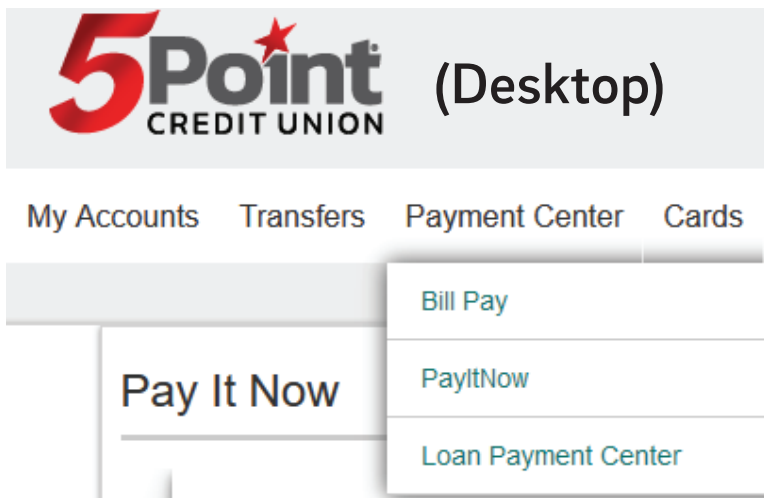 5Point
CREDIT UNION
(Desktop)
My Accounts Transfers Payment Center Cards
Bill Pay
Pay It Now
PayItNow
Loan Payment Center